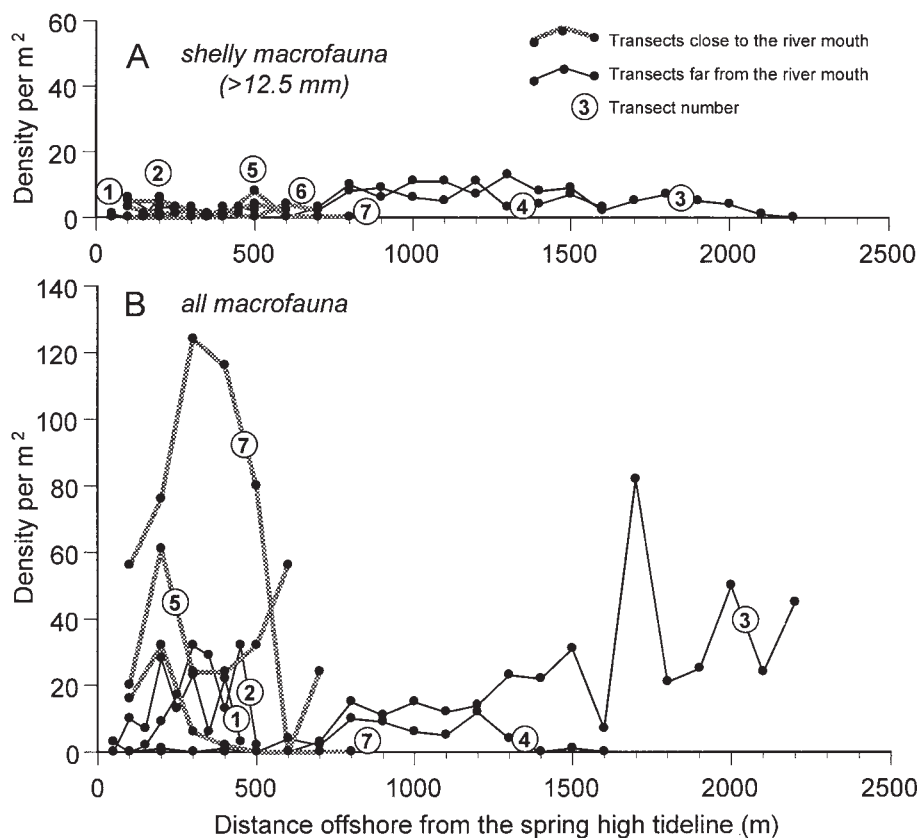 60
A shelly macrofauna
(>12.5 mm)
Transects close to the river mouth
Transects far from the river mouth
3 Transect number
40
20
0
Density per m²
1 2 5 6 7 4 3
0 500 1000 1500 2000 2500
B all macrofauna
140
120
100
80
60
40
20
0
Density per m²
7
5
3
2
1
7 4
0 500 1000 1500 2000 2500
Distance offshore from the spring high tideline (m)